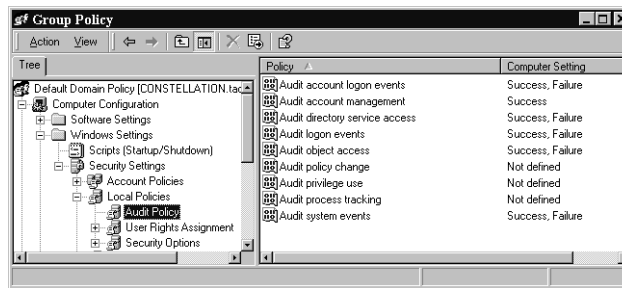 Group Policy
Action View
Tree
Default Domain Policy [CONSTELLATION.tac
Computer Configuration
Software Settings
Windows Settings
Scripts (Startup/Shutdown)
Security Settings
Account Policies
Local Policies
Audit Policy
User Rights Assignment
Security Options
Policy Computer Setting
Audit account logon events Success, Failure
Audit account management Success
Audit directory service access Success, Failure
Audit logon events Success, Failure
Audit object access Success, Failure
Audit policy change Not defined
Audit privilege use Not defined
Audit process tracking Not defined
Audit system events Success, Failure